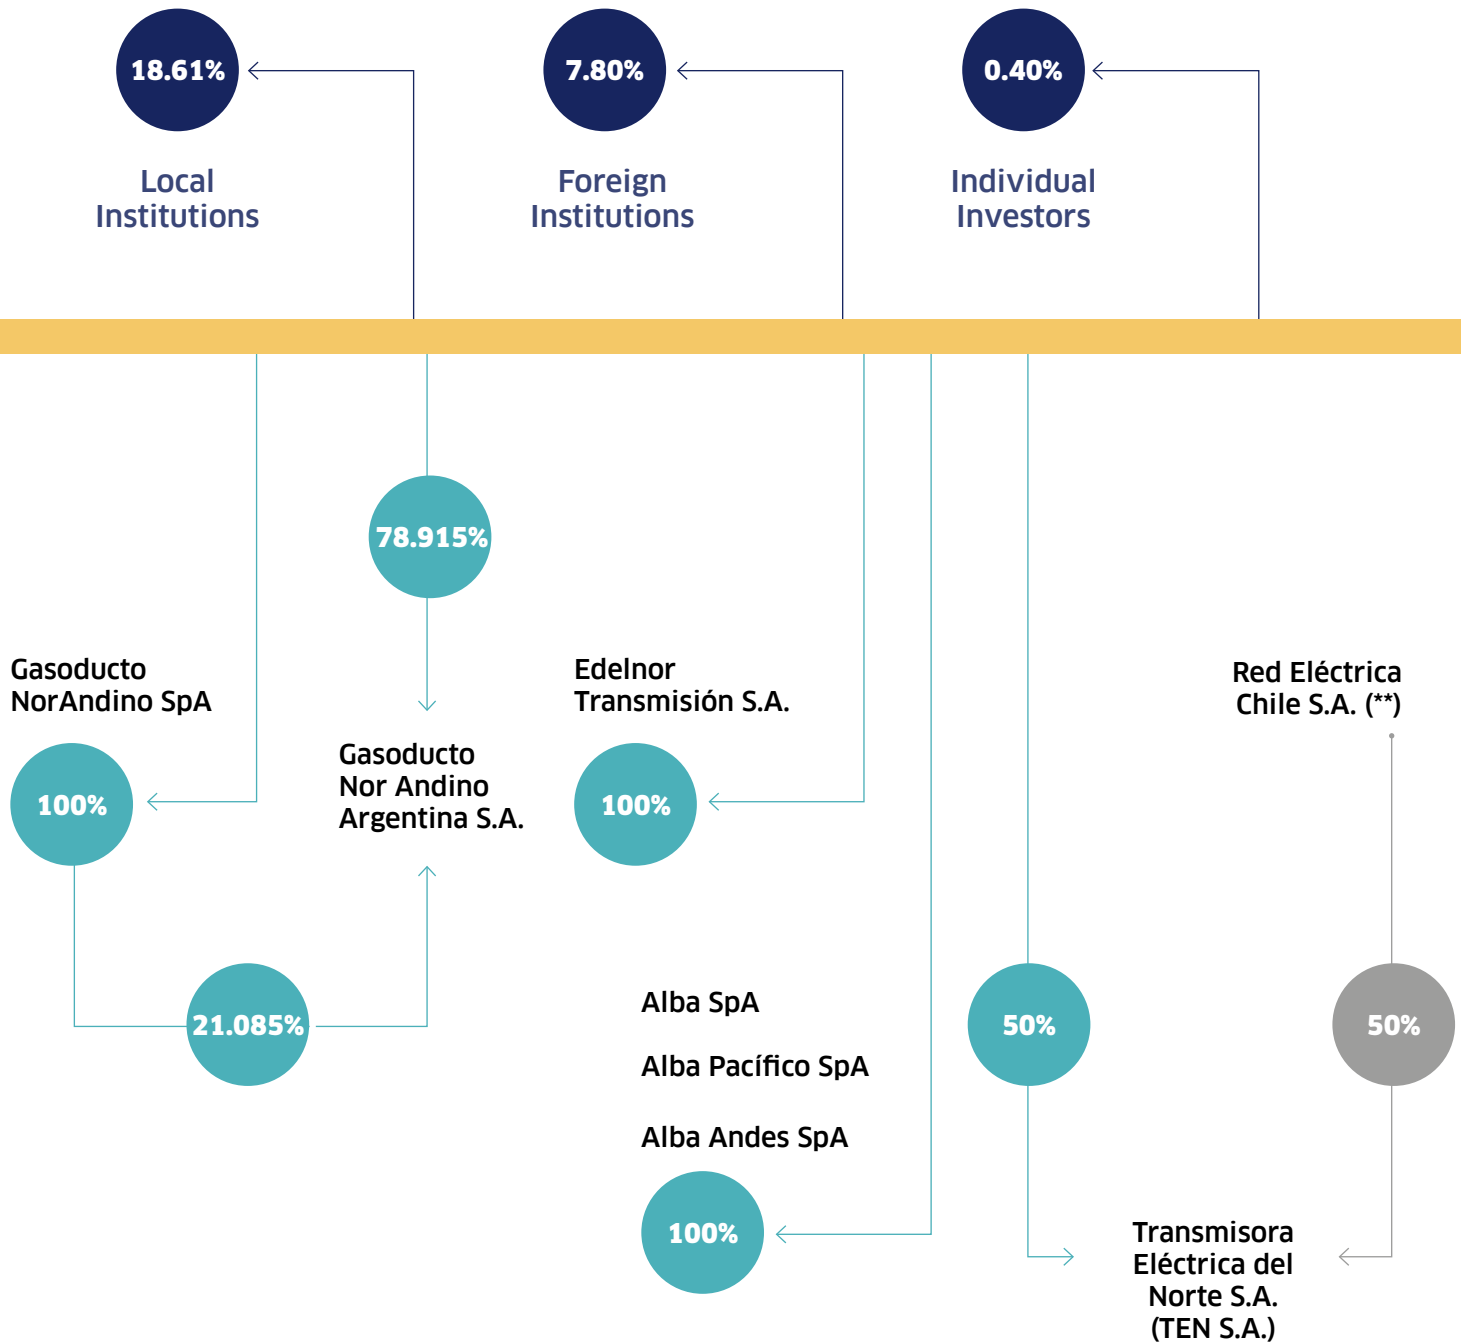 18.61%
Local
Institutions
7.80%
Foreign
Institutions
0.40%
Individual
Investors
78.915%
Gasoducto
NorAndino SpA
100%
Gasoducto
Nor Andino
Argentina S.A.
21.085%
Edelnor
Transmisión S.A.
100%
Alba SpA
Alba Pacífico SpA
Alba Andes SpA
100%
50%
Red Eléctrica
Chile S.A. (**)
50%
Transmisora
Eléctrica del
Norte S.A.
(TEN S.A.)